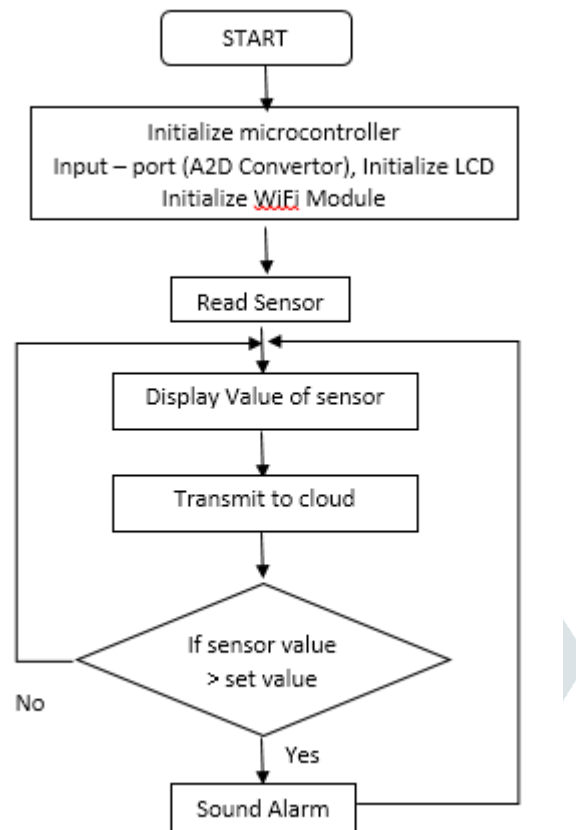 START
Initialize microcontroller
Input – port (A2D Convertor), Initialize LCD
Initialize WiFi Module
Read Sensor
Display Value of sensor
Transmit to cloud
If sensor value
> set value
No
Yes
Sound Alarm